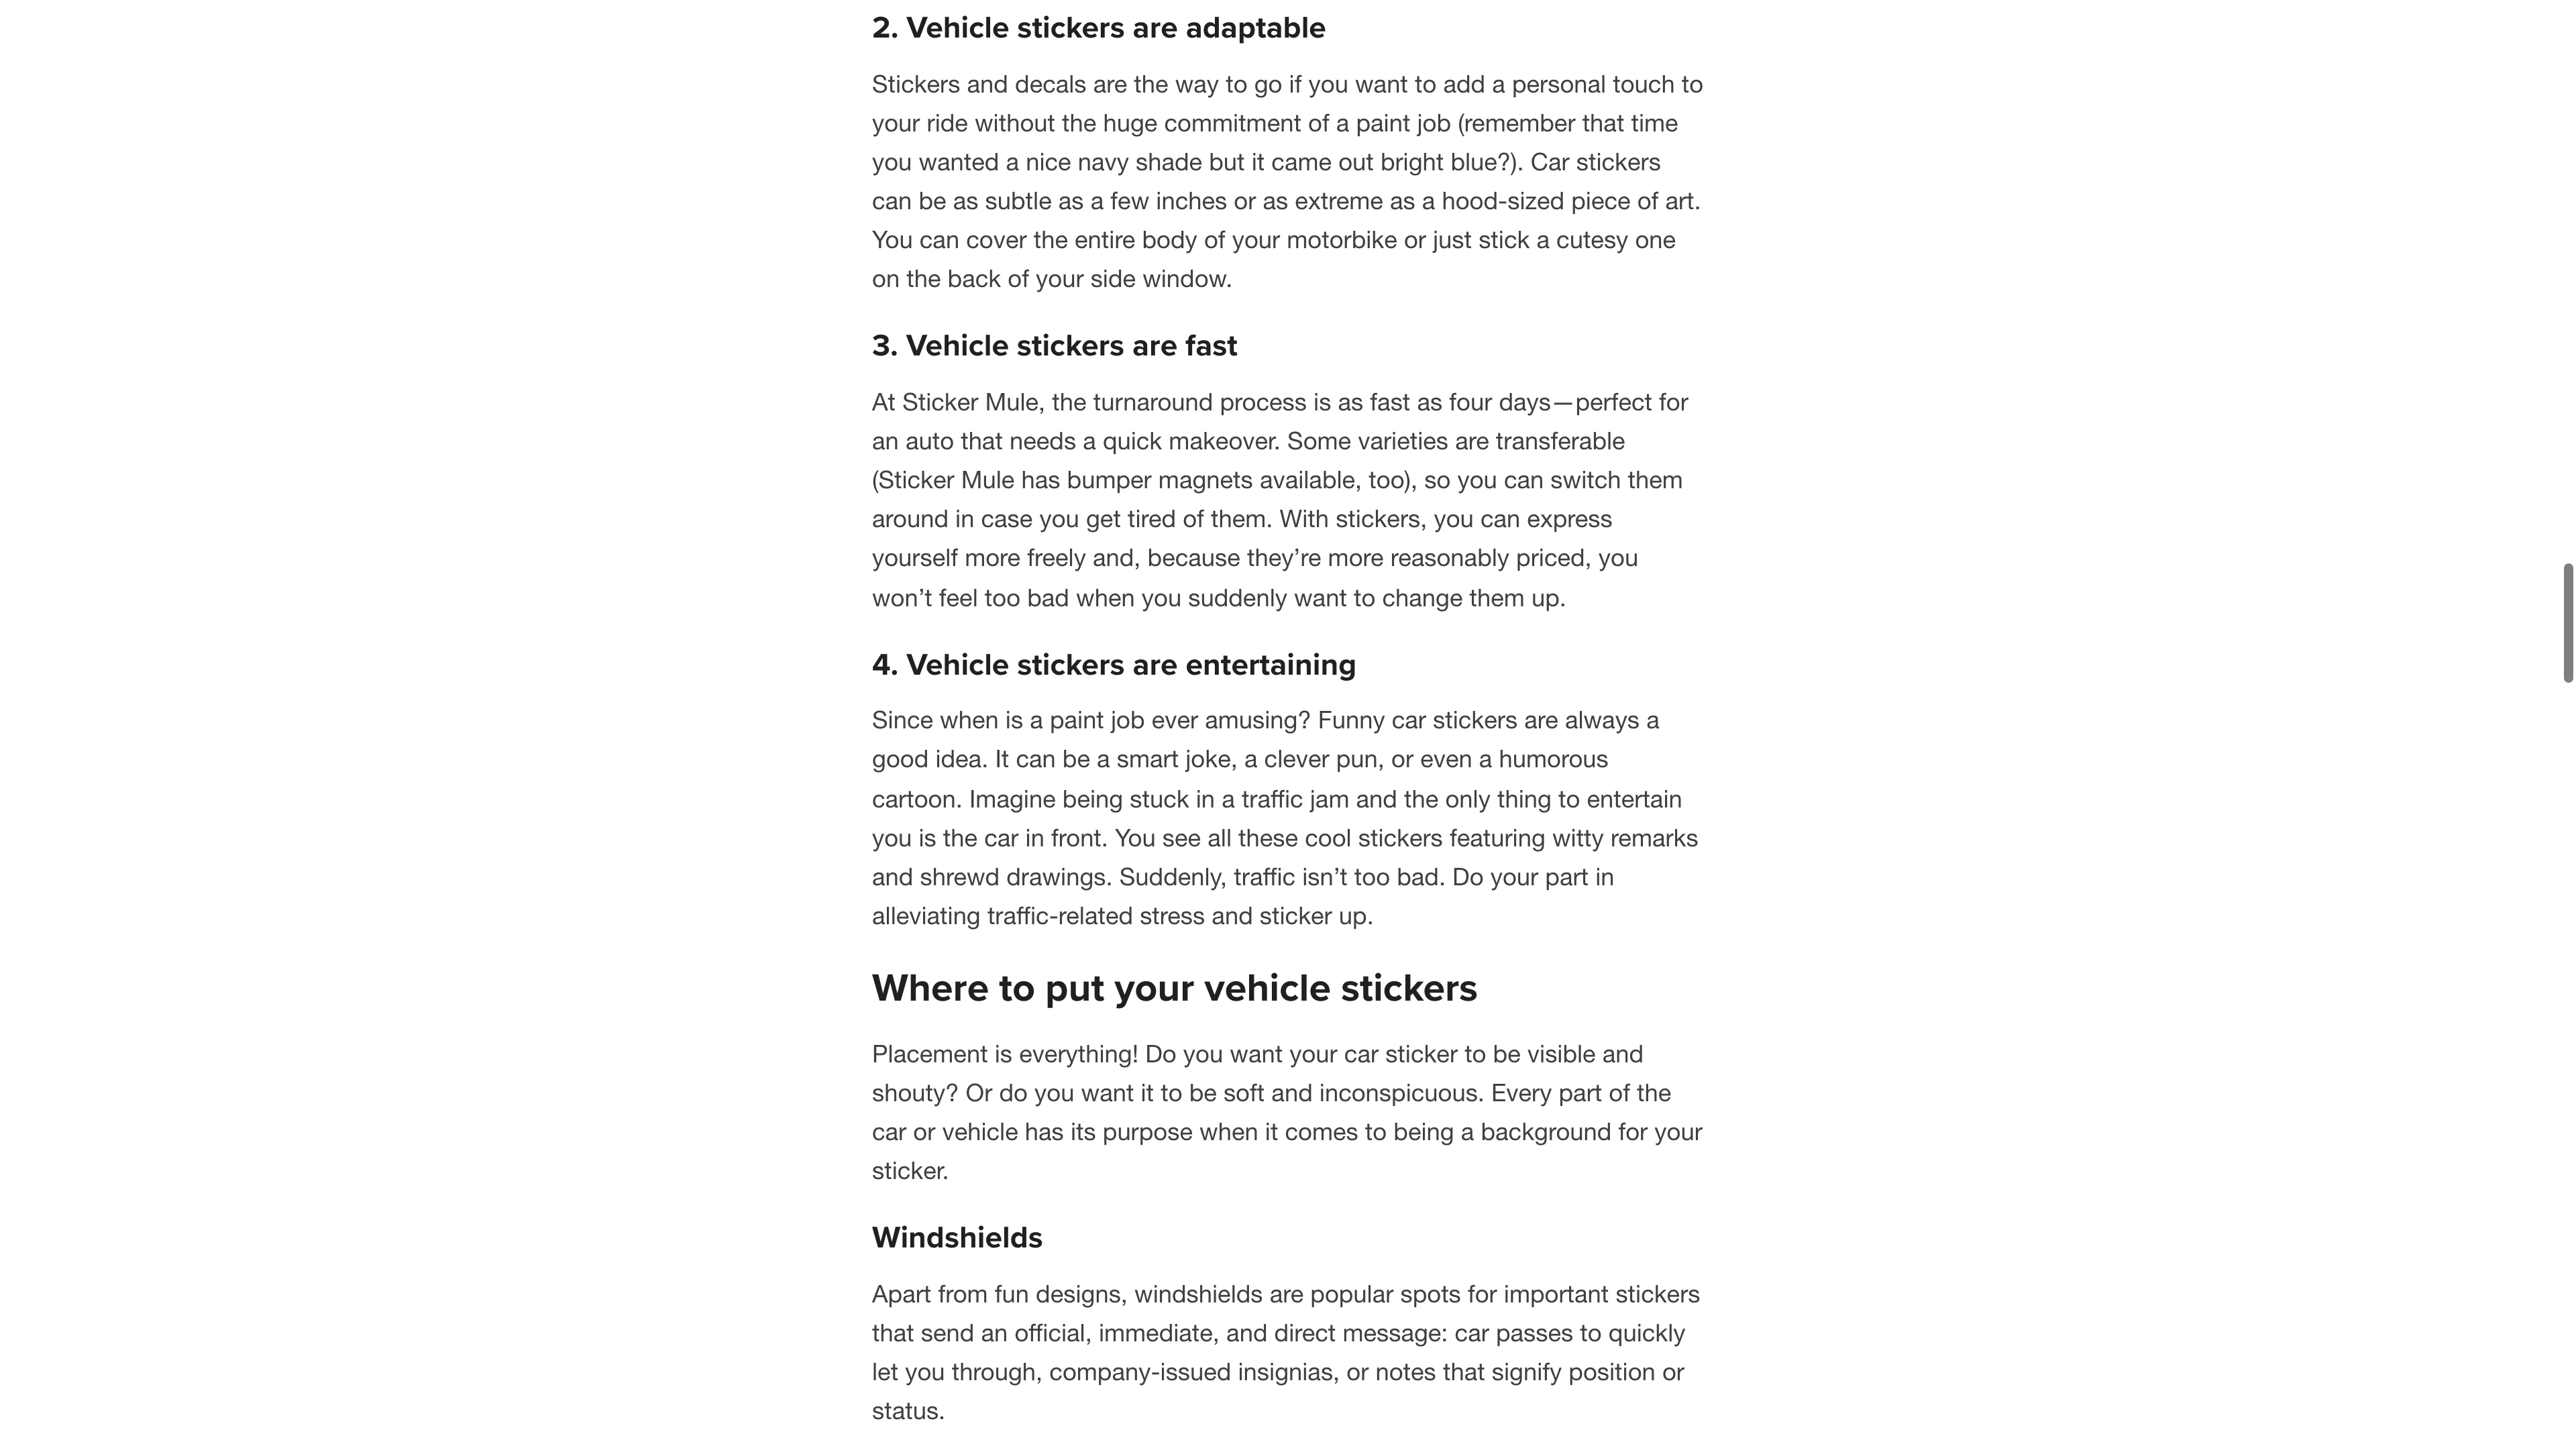 2. Vehicle stickers are adaptable
Stickers and decals are the way to go if you want to add a personal touch to
your ride without the huge commitment of a paint job (remember that time
you wanted a nice navy shade but it came out bright blue?). Car stickers
can be as subtle as a few inches or as extreme as a hood-sized piece of art.
You can cover the entire body of your motorbike or just stick a cutesy one
on the back of your side window.
3. Vehicle stickers are fast
At Sticker Mule, the turnaround process is as fast as four days—perfect for
an auto that needs a quick makeover. Some varieties are transferable
(Sticker Mule has bumper magnets available, too), so you can switch them
around in case you get tired of them. With stickers, you can express
yourself more freely and, because they’re more reasonably priced, you
won’t feel too bad when you suddenly want to change them up.
4. Vehicle stickers are entertaining
Since when is a paint job ever amusing? Funny car stickers are always a
good idea. It can be a smart joke, a clever pun, or even a humorous
cartoon. Imagine being stuck in a traffic jam and the only thing to entertain
you is the car in front. You see all these cool stickers featuring witty remarks
and shrewd drawings. Suddenly, traffic isn’t too bad. Do your part in
alleviating traffic-related stress and sticker up.
Where to put your vehicle stickers
Placement is everything! Do you want your car sticker to be visible and
shouty? Or do you want it to be soft and inconspicuous. Every part of the
car or vehicle has its purpose when it comes to being a background for your
sticker.
Windshields
Apart from fun designs, windshields are popular spots for important stickers
that send an official, immediate, and direct message: car passes to quickly
let you through, company-issued insignias, or notes that signify position or
status.